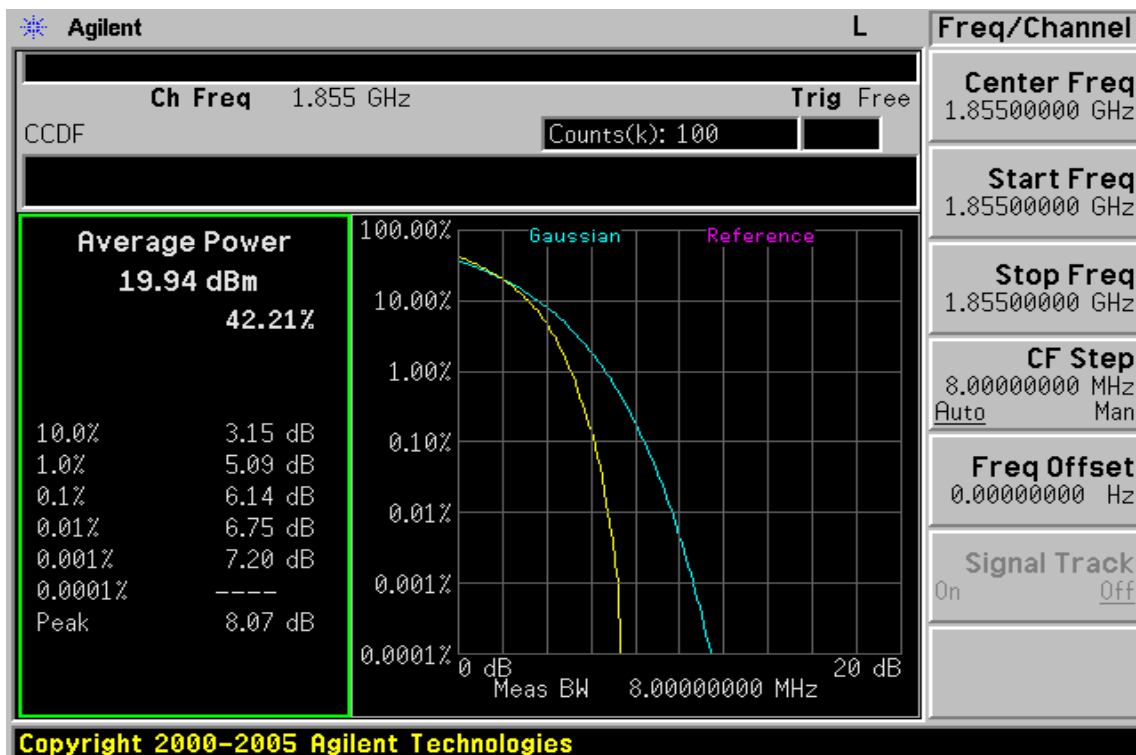 Agilent L Freq/Channel
Ch Freq 1.855 GHz Trig Free
CCDF Counts(k): 100
Center Freq
1.85500000 GHz
Start Freq
1.85500000 GHz
Stop Freq
1.85500000 GHz
CF Step
8.00000000 MHz
Auto Man
Freq Offset
0.00000000 Hz
Signal Track
On Off
Average Power
19.94 dBm
42.21%
10.0% 3.15 dB
1.0% 5.09 dB
0.1% 6.14 dB
0.01% 6.75 dB
0.001% 7.20 dB
0.0001% ----
Peak 8.07 dB
Gaussian Reference
100.00%
10.00%
1.00%
0.10%
0.01%
0.001%
0.0001%
0 dB 20 dB
Meas BW 8.00000000 MHz
Copyright 2000-2005 Agilent Technologies